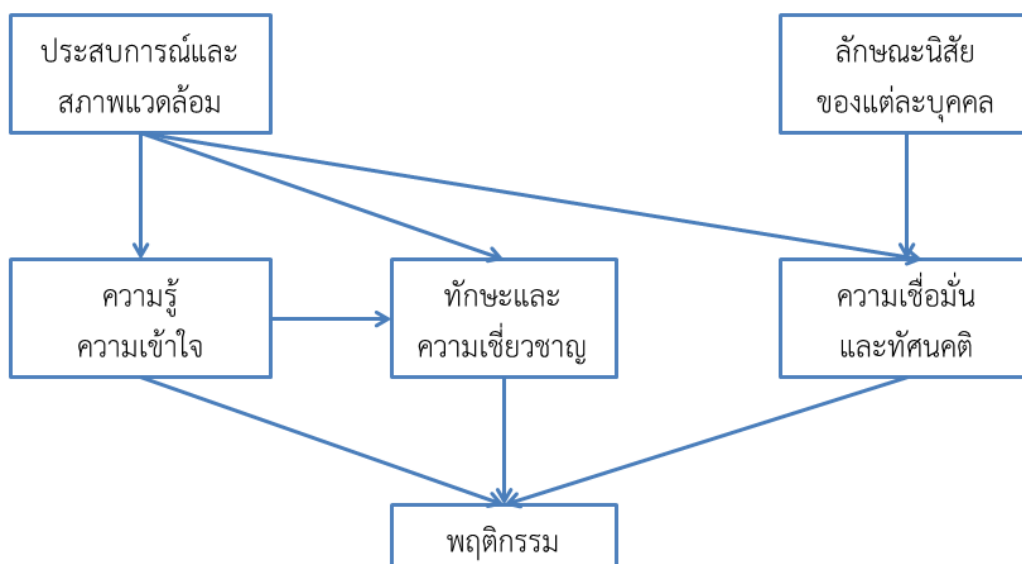 ประสบการณ์และ
สภาพแวดล้อม
ลักษณะนิสัย
ของแต่ละบุคคล
ความรู้
ความเข้าใจ
ทักษะและ
ความเชี่ยวชาญ
ความเชื่อมั่น
และทัศนคติ
พฤติกรรม